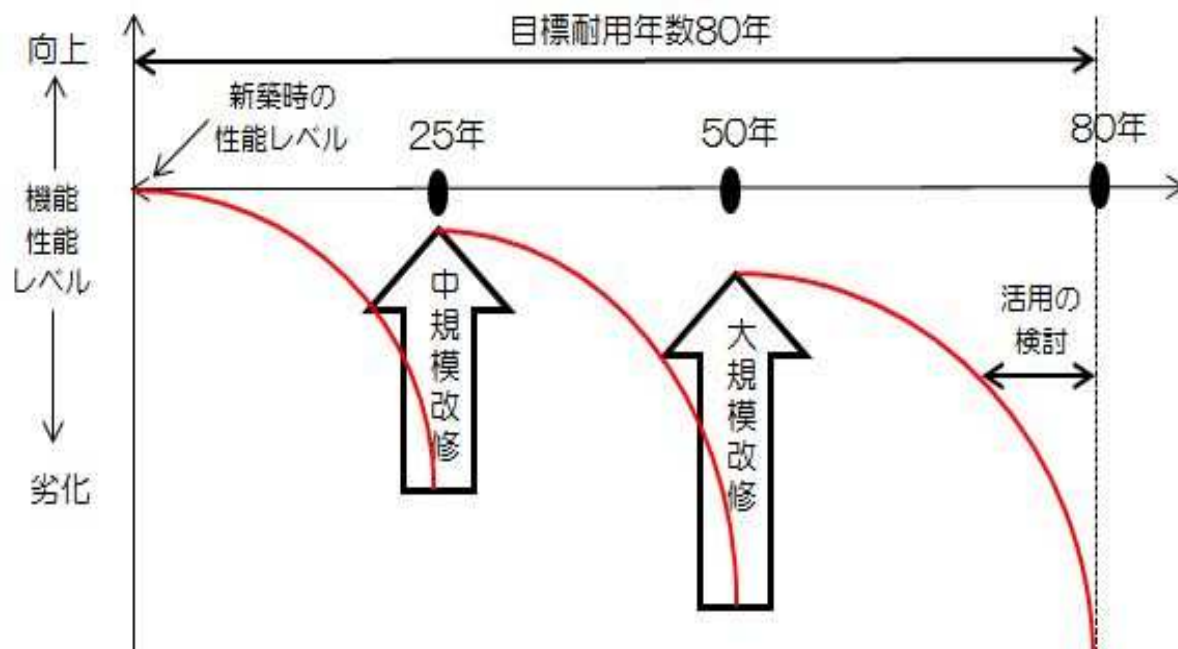 目標耐用年数80年
向上
新築時の
性能レベル
25年
50年
80年
機能
性能
レベル
中規模改修
大規模改修
活用の
検討
劣化